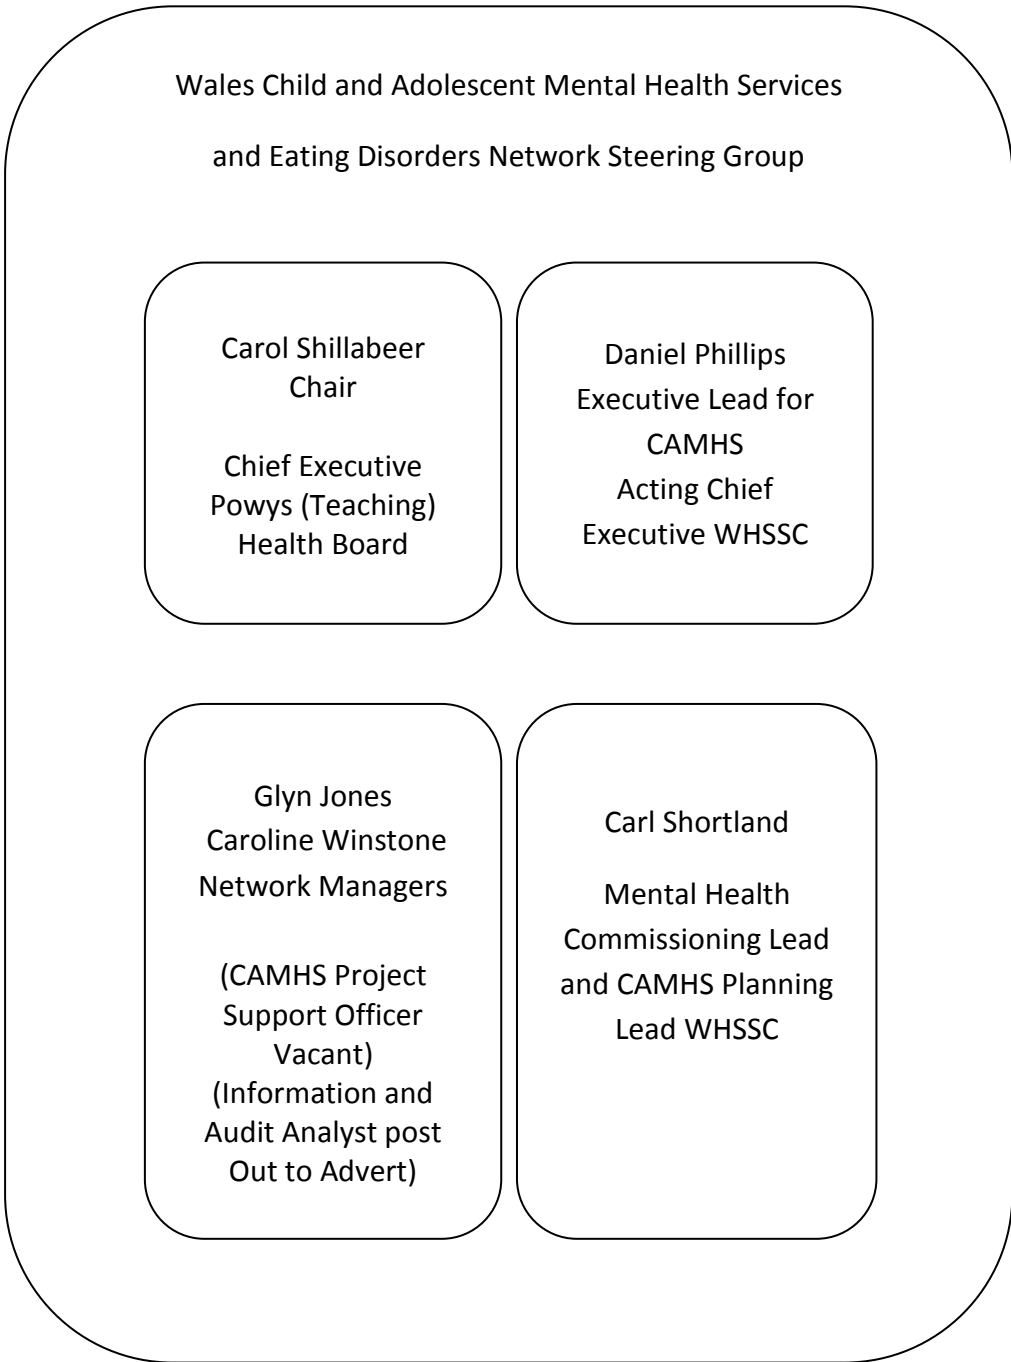 Wales Child and Adolescent Mental Health Services
and Eating Disorders Network Steering Group
Carol Shillabeer
Chair
Chief Executive
Powys (Teaching)
Health Board
Daniel Phillips
Executive Lead for
CAMHS
Acting Chief
Executive WHSSC
Glyn Jones
Caroline Winstone
Network Managers
(CAMHS Project
Support Officer
Vacant)
(Information and
Audit Analyst post
Out to Advert)
Carl Shortland
Mental Health
Commissioning Lead
and CAMHS Planning
Lead WHSSC